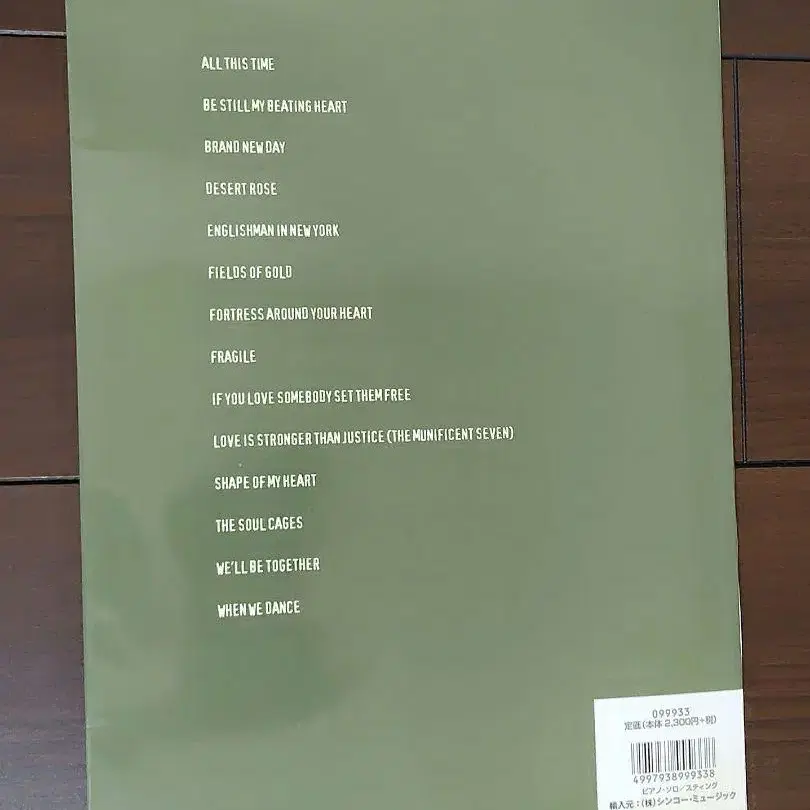 ALL THIS TIME
BE STILL MY BEATING HEART
BRAND NEW DAY
DESERT ROSE
ENGLISHMAN IN NEW YORK
FIELDS OF GOLD
FORTRESS AROUND YOUR HEART
FRAGILE
IF YOU LOVE SOMEBODY SET THEM FREE
LOVE IS STRONGER THAN JUSTICE (THE MUNIFICENT SEVEN)
SHAPE OF MY HEART
THE SOUL CAGES
WE'LL BE TOGETHER
WHEN WE DANCE
099933
定価(本体 2,300円+税)
4997938999338
ピアノ・ソロ/スティング
輸入元:(株)シンコー・ミュージック